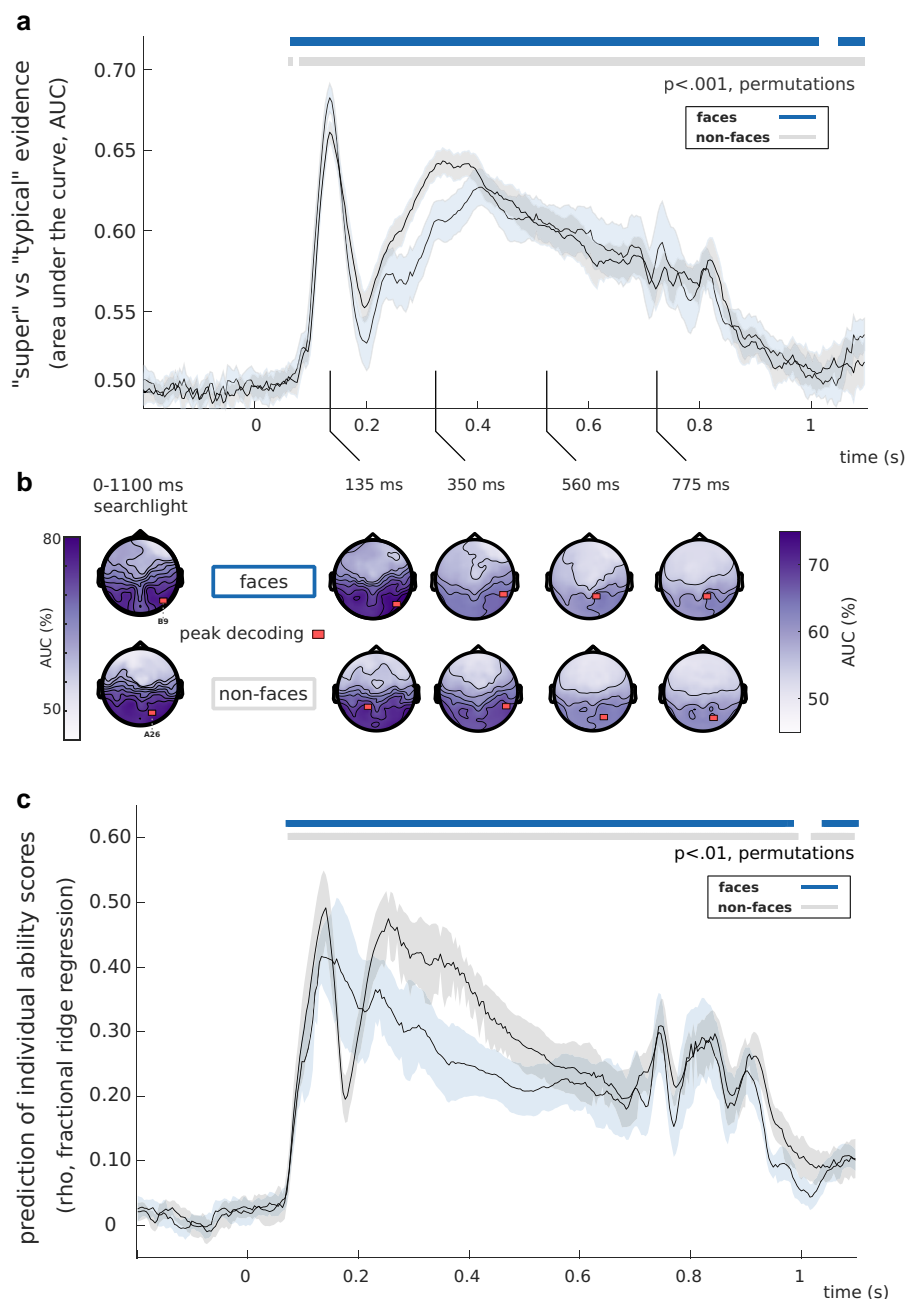 a
"super" vs "typical" evidence
(area under the curve, AUC)
0.70
0.65
0.60
0.55
0.50
p<.001, permutations
faces
non-faces
0
0.2
0.4
0.6
0.8
1
time (s)
b
0-1100 ms
searchlight
135 ms
350 ms
560 ms
775 ms
80
AUC (%)
50
B9
faces
peak decoding
A26
non-faces
70
60
50
AUC (%)
c
prediction of individual ability scores
(rho, fractional ridge regression)
0.60
0.50
0.40
0.30
0.20
0.10
0
p<.01, permutations
faces
non-faces
0
0.2
0.4
0.6
0.8
1
time (s)